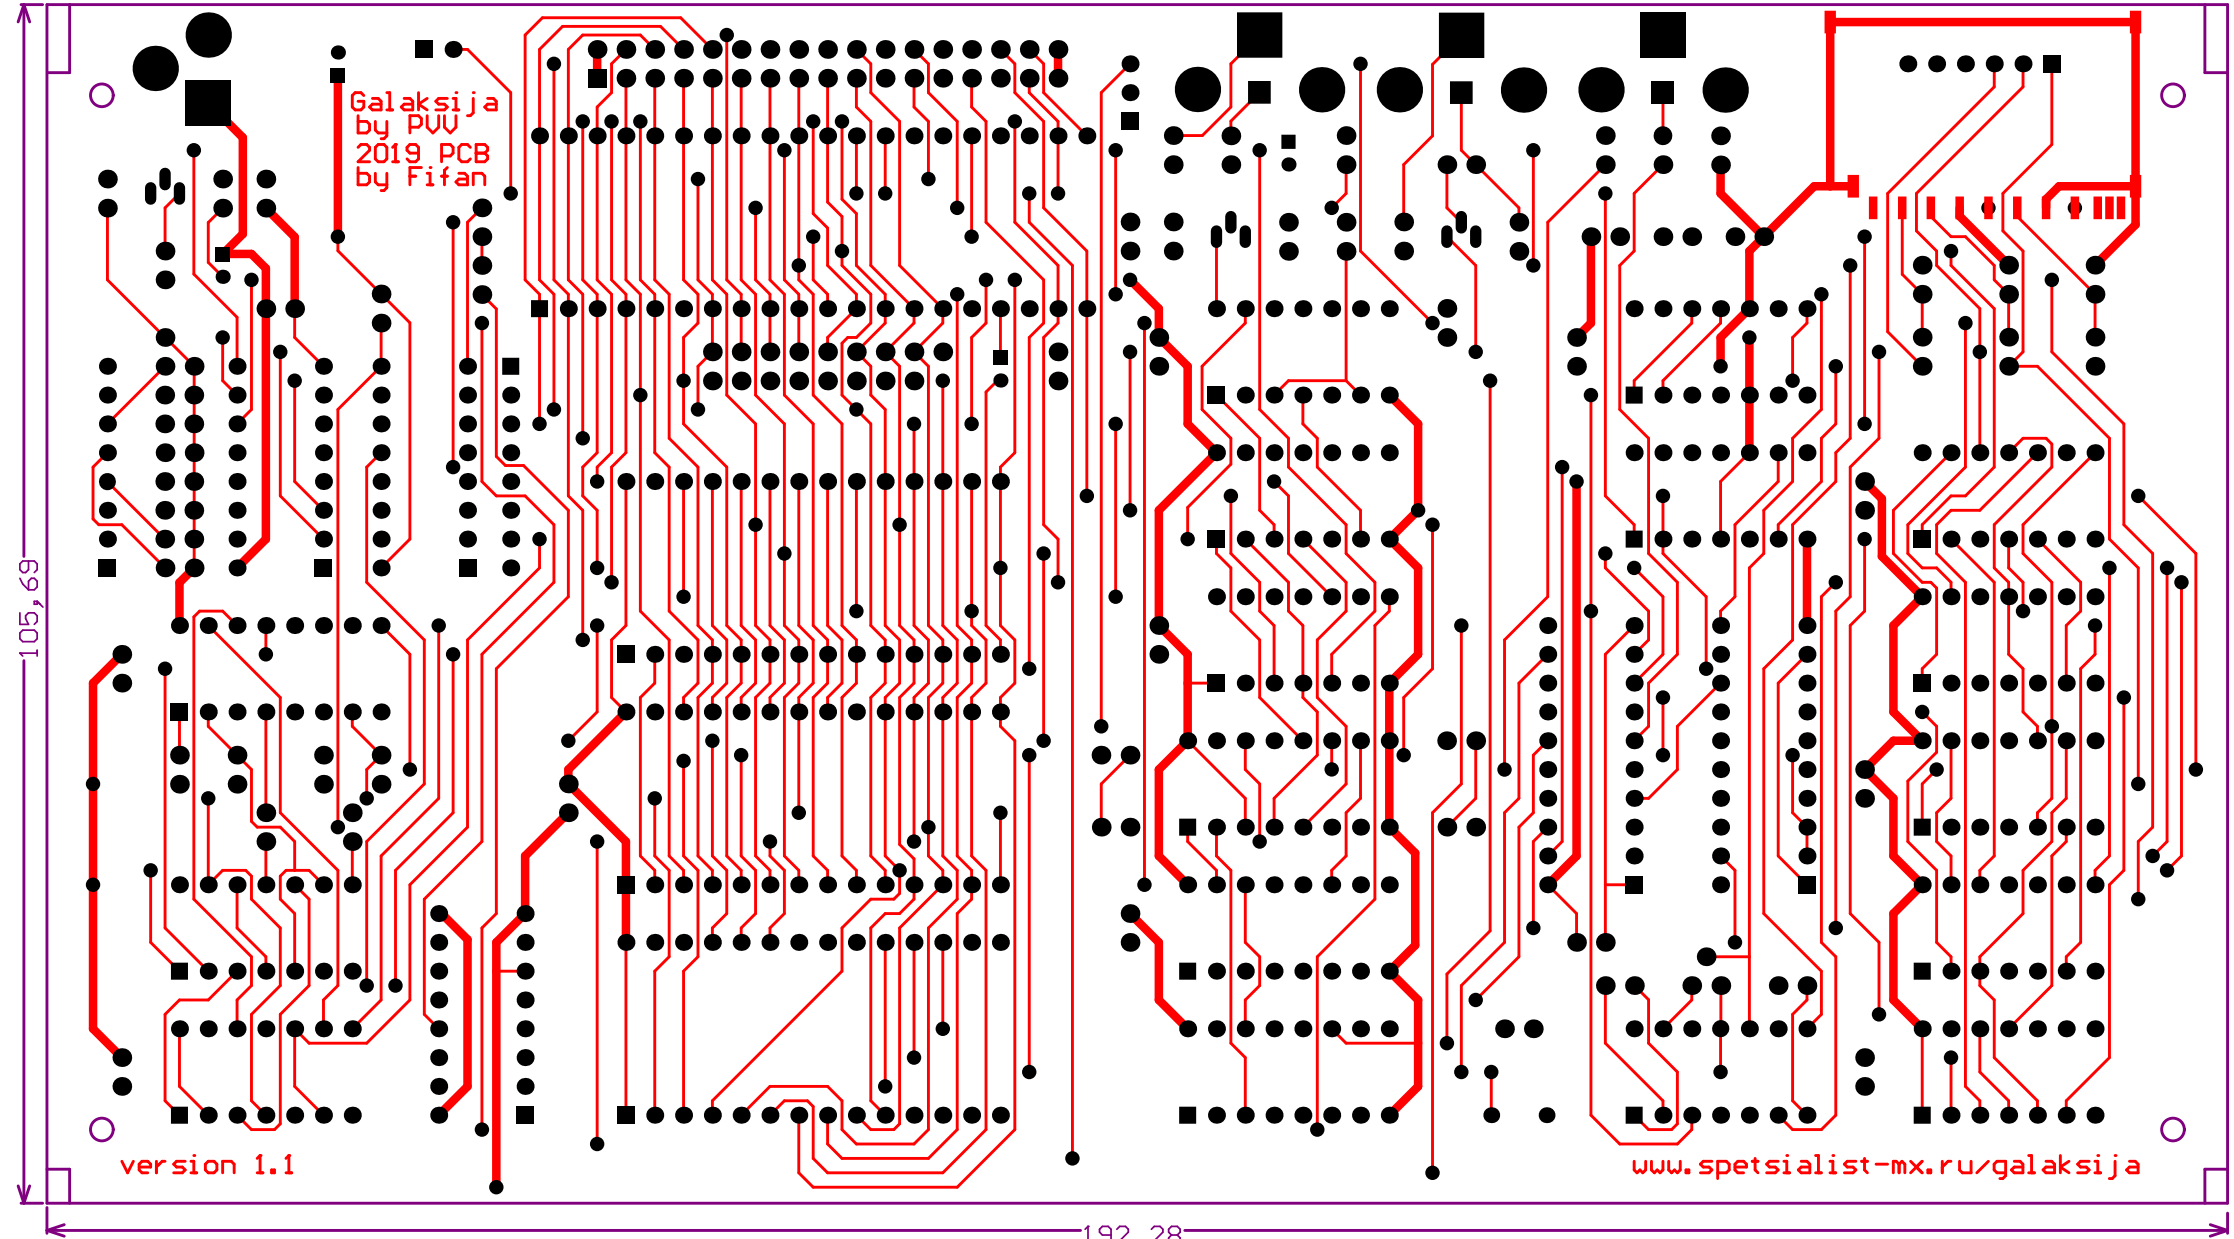 Galaksija
by PVV
2019 PCB
by Fifan
105,69
version 1.1
www.spetsialist-mx.ru/galaksija
192,28